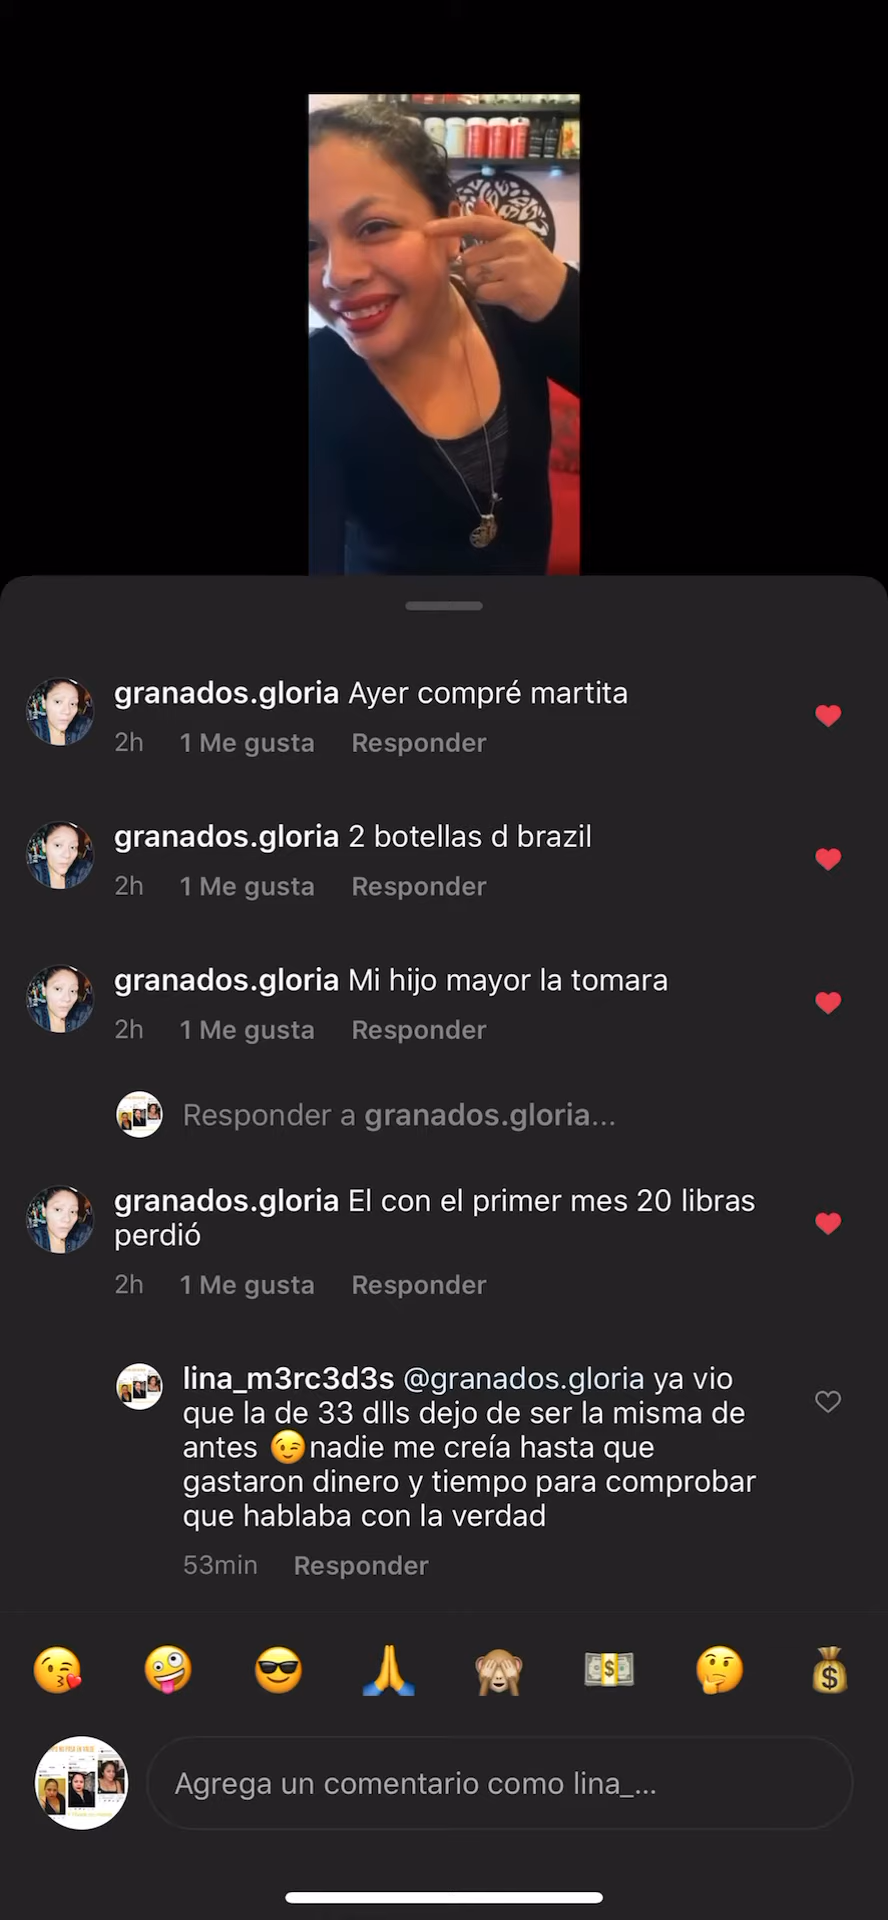 granados.gloria Ayer compré martita
2h 1 Me gusta Responder
granados.gloria 2 botellas d brazil
2h 1 Me gusta Responder
granados.gloria Mi hijo mayor la tomara
2h 1 Me gusta Responder
Responder a granados.gloria...
granados.gloria El con el primer mes 20 libras
perdió
2h 1 Me gusta Responder
lina_m3rc3d3s @granados.gloria ya vio
que la de 33 dlls dejo de ser la misma de
antes 😉nadie me creía hasta que
gastaron dinero y tiempo para comprobar
que hablaba con la verdad
53min Responder
Agrega un comentario como lina_...